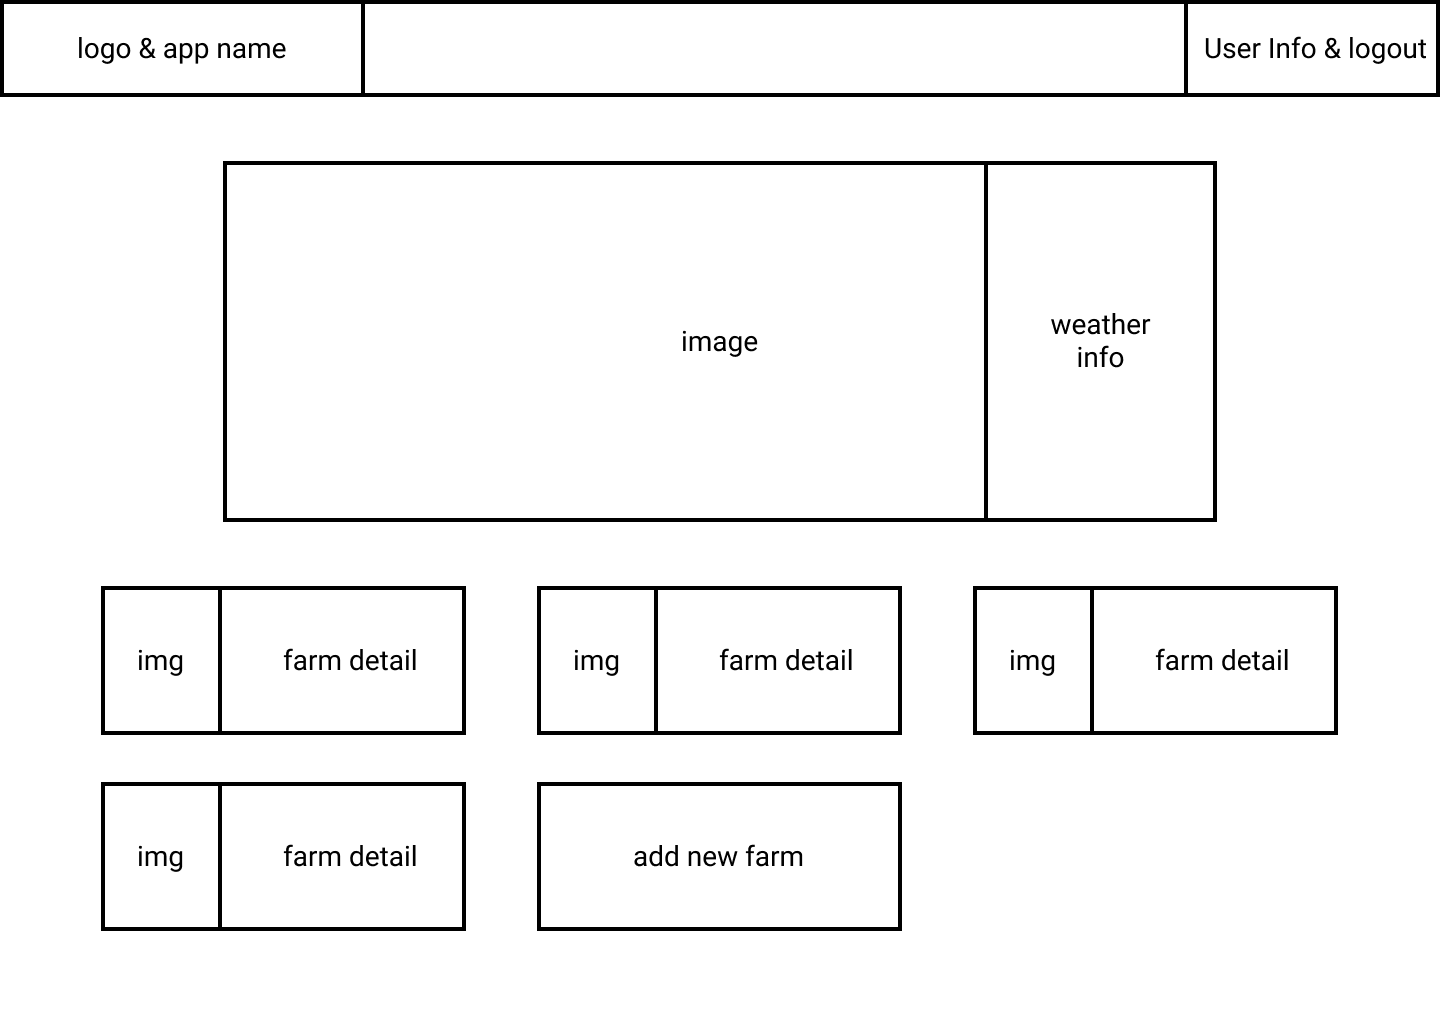 logo & app name
User Info & logout
image
weather
info
img
farm detail
img
farm detail
img
farm detail
img
farm detail
add new farm